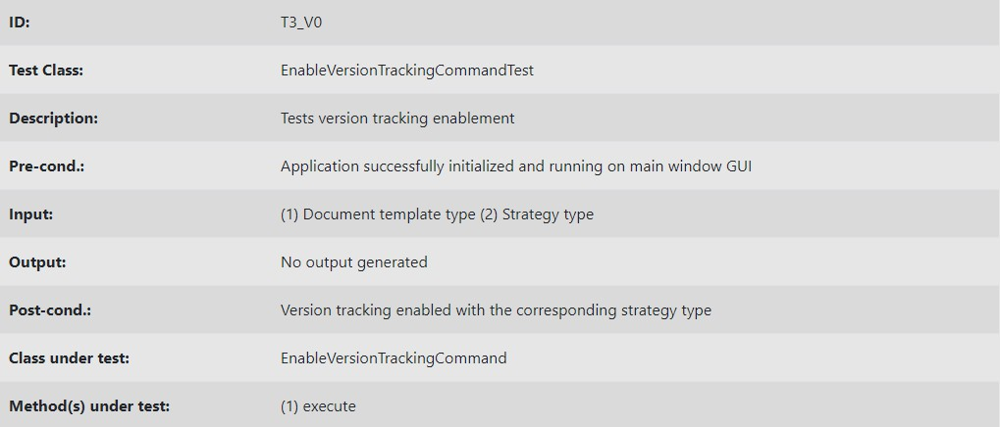 ID: T3_V0
Test Class: EnableVersionTrackingCommandTest
Description: Tests version tracking enablement
Pre-cond.: Application successfully initialized and running on main window GUI
Input: (1) Document template type (2) Strategy type
Output: No output generated
Post-cond.: Version tracking enabled with the corresponding strategy type
Class under test: EnableVersionTrackingCommand
Method(s) under test: (1) execute